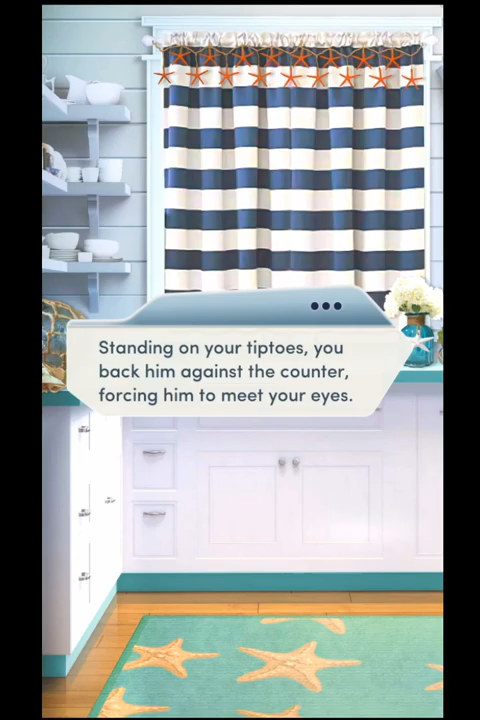 Standing on your tiptoes, you
back him against the counter,
forcing him to meet your eyes.